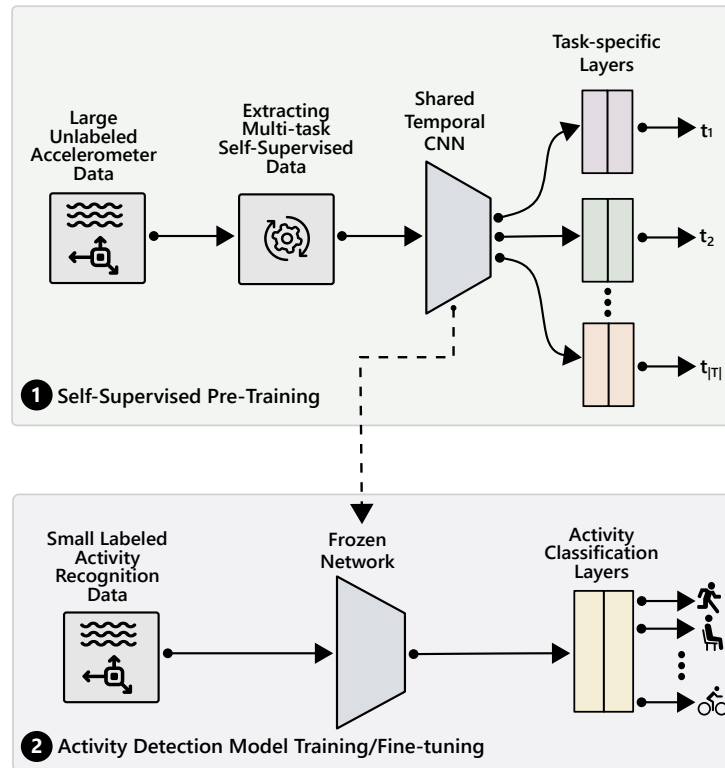 Task-specific
Layers
Shared
Temporal
CNN
Extracting
Multi-task
Self-Supervised
Data
Large
Unlabeled
Accelerometer
Data
t1
t2
t|T|
1 Self-Supervised Pre-Training
Small Labeled
Activity
Recognition
Data
Frozen
Network
Activity
Classification
Layers
2 Activity Detection Model Training/Fine-tuning